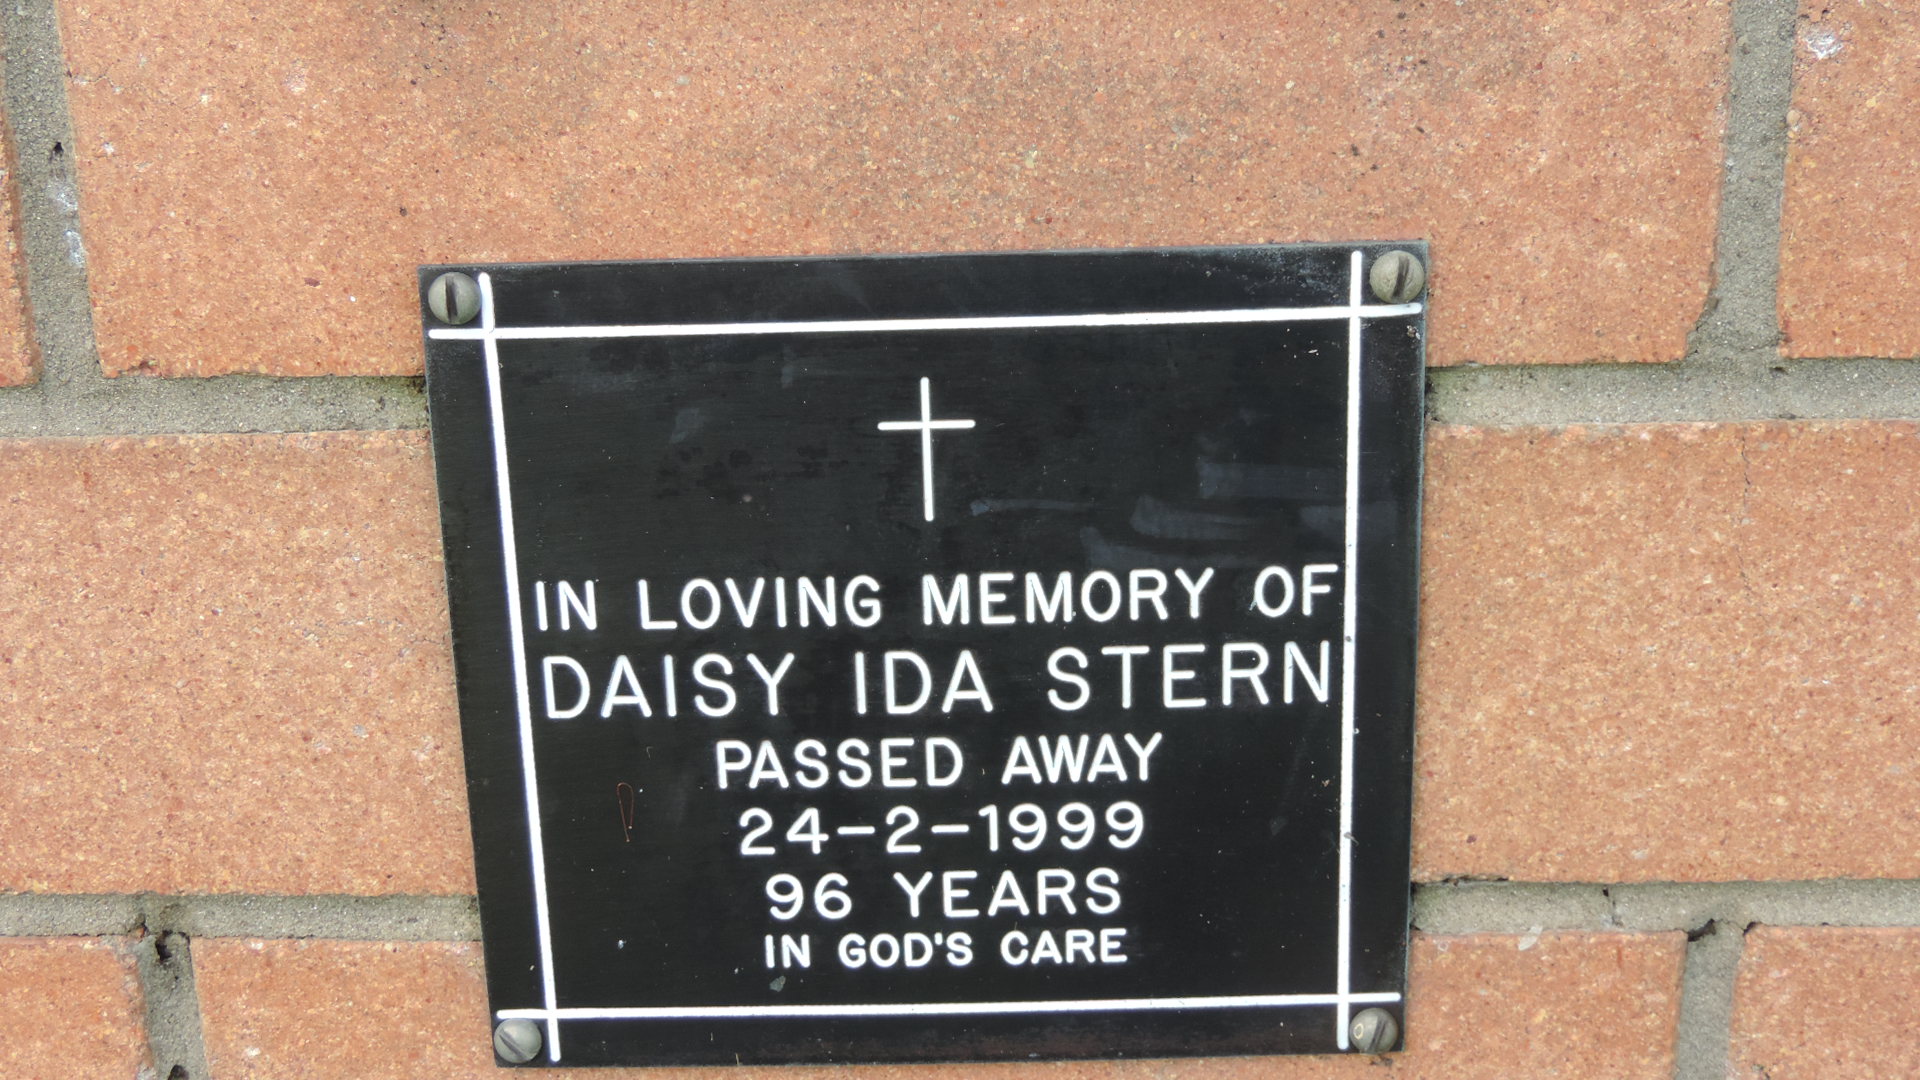 IN LOVING MEMORY OF
DAISY IDA STERN
PASSED AWAY
24-2-1999
96 YEARS
IN GOD'S CARE